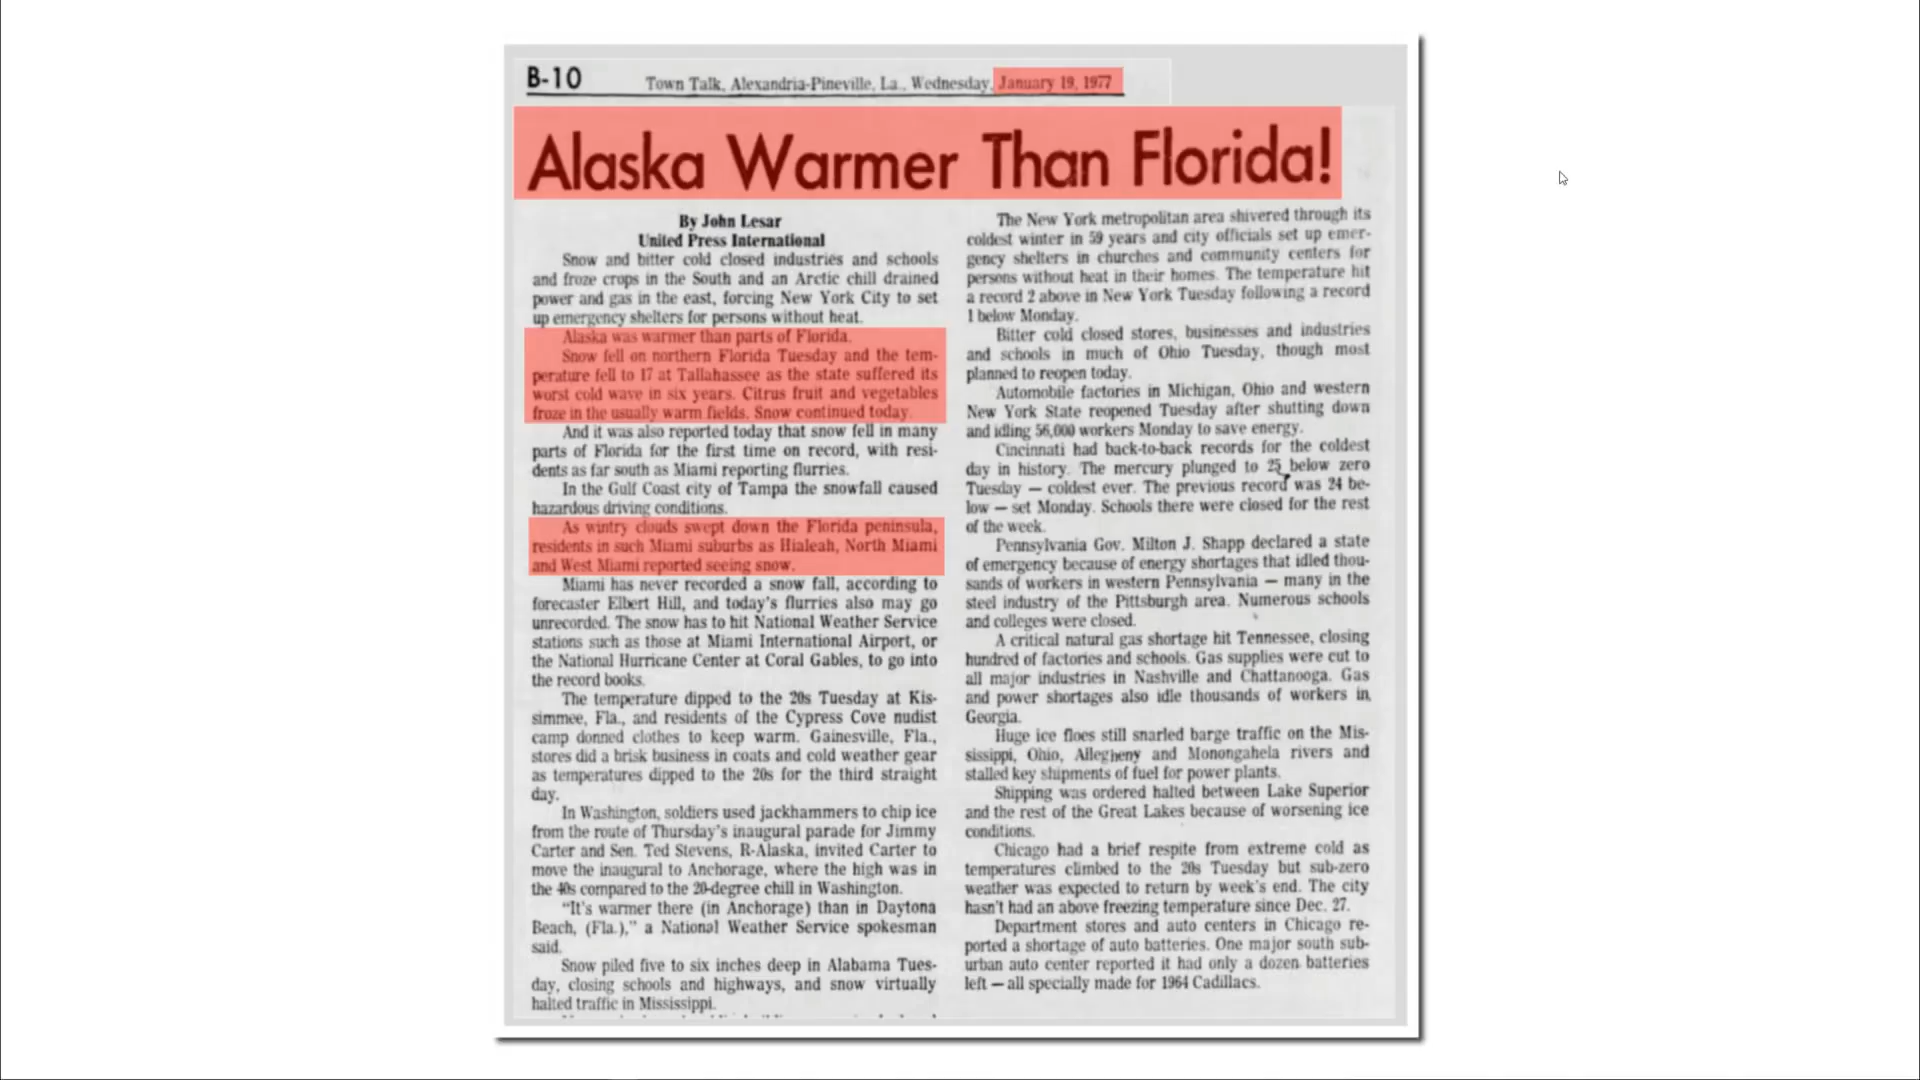 B-10
Town Talk, Alexandria-Pineville, La., Wednesday, January 19, 1977
Alaska Warmer Than Florida!
By John Lesar
United Press International
Snow and bitter cold closed industries and schools
and froze crops in the South and an Arctic chill drained
power and gas in the east, forcing New York City to set
up emergency shelters for persons without heat.
Alaska was warmer than parts of Florida.
Snow fell on northern Florida Tuesday and the tem-
perature fell to 17 at Tallahassee as the state suffered its
worst cold wave in six years. Citrus fruit and vegetables
froze in the usually warm fields. Snow continued today.
And it was also reported today that snow fell in many
parts of Florida for the first time on record, with resi-
dents as far south as Miami reporting flurries.
In the Gulf Coast city of Tampa the snowfall caused
hazardous driving conditions.
As wintry clouds swept down the Florida peninsula,
residents in such Miami suburbs as Hialeah, North Miami
and West Miami reported seeing snow.
Miami has never recorded a snow fall, according to
forecaster Elbert Hill, and today's flurries also may go
unrecorded. The snow has to hit National Weather Service
stations such as those at Miami International Airport, or
the National Hurricane Center at Coral Gables, to go into
the record books.
The temperature dipped to the 20s Tuesday at Kis-
simmee, Fla., and residents of the Cypress Cove nudist
camp donned clothes to keep warm. Gainesville, Fla.,
stores did a brisk business in coats and cold weather gear
as temperatures dipped to the 20s for the third straight
day.
In Washington, soldiers used jackhammers to chip ice
from the route of Thursday's inaugural parade for Jimmy
Carter and Sen. Ted Stevens, R-Alaska, invited Carter to
move the inaugural to Anchorage, where the high was in
the 40s compared to the 20-degree chill in Washington.
"It's warmer there (in Anchorage) than in Daytona
Beach, (Fla.)," a National Weather Service spokesman
said.
Snow piled five to six inches deep in Alabama Tues-
day, closing schools and highways, and snow virtually
halted traffic in Mississippi.
The New York metropolitan area shivered through its
coldest winter in 59 years and city officials set up emer-
gency shelters in churches and community centers for
persons without heat in their homes. The temperature hit
a record 2 above in New York Tuesday following a record
1 below Monday.
Bitter cold closed stores, businesses and industries
and schools in much of Ohio Tuesday, though most
planned to reopen today.
Automobile factories in Michigan, Ohio and western
New York State reopened Tuesday after shutting down
and idling 56,000 workers Monday to save energy.
Cincinnati had back-to-back records for the coldest
day in history. The mercury plunged to 25 below zero
Tuesday — coldest ever. The previous record was 24 be-
low — set Monday. Schools there were closed for the rest
of the week.
Pennsylvania Gov. Milton J. Shapp declared a state
of emergency because of energy shortages that idled thou-
sands of workers in western Pennsylvania — many in the
steel industry of the Pittsburgh area. Numerous schools
and colleges were closed.
A critical natural gas shortage hit Tennessee, closing
hundred of factories and schools. Gas supplies were cut to
all major industries in Nashville and Chattanooga. Gas
and power shortages also idle thousands of workers in
Georgia.
Huge ice floes still snarled barge traffic on the Mis-
sissippi, Ohio, Allegheny and Monongahela rivers and
stalled key shipments of fuel for power plants.
Shipping was ordered halted between Lake Superior
and the rest of the Great Lakes because of worsening ice
conditions.
Chicago had a brief respite from extreme cold as
temperatures climbed to the 20s Tuesday but sub-zero
weather was expected to return by week's end. The city
hasn't had an above freezing temperature since Dec. 27.
Department stores and auto centers in Chicago re-
ported a shortage of auto batteries. One major south sub-
urban auto center reported it had only a dozen batteries
left — all specially made for 1964 Cadillacs.